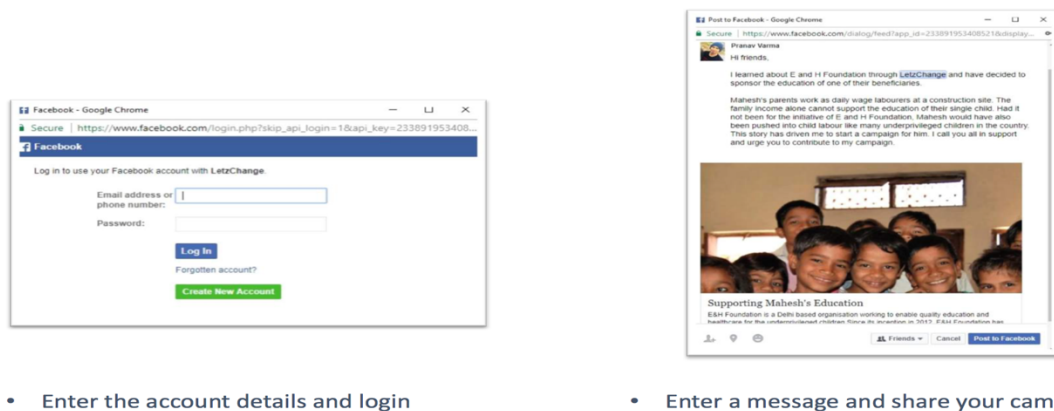 Facebook - Google Chrome
Secure | https://www.facebook.com/login.php?skip_api_login=1&api_key=233891953408...
Facebook
Log in to use your Facebook account with LetzChange.
Email address or
phone number:
Password:
Log In
Forgotten account?
Create New Account
• Enter the account details and login
Post to Facebook - Google Chrome
Secure | https://www.facebook.com/dialog/feed?app_id=233891953408521&display...
Pranav Varma
Hi friends,
I learned about E and H Foundation through LetzChange and have decided to
sponsor the education of one of their beneficiaries.
Mahesh's parents work as daily wage labourers at a construction site. The
family income alone cannot support the education of their single child. Had it
not been for the initiative of E and H Foundation, Mahesh would have also
been pushed into child labour like many underprivileged children in the country.
This story has driven me to start a campaign for him. I call you all in support
and urge you to contribute to my campaign.
Supporting Mahesh's Education
E&H Foundation is a Delhi based organisation working to enable quality education and
healthcare for the underprivileged children Since its inception in 2012, E&H Foundation has
Friends
Cancel
Post to Facebook
• Enter a message and share your cam